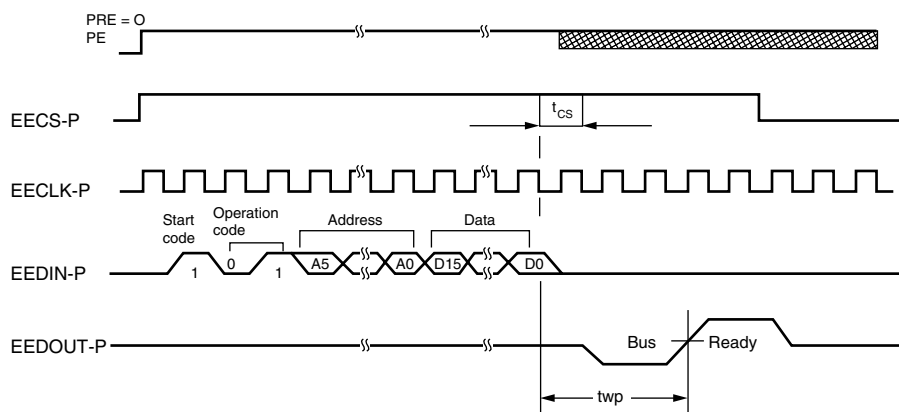 PRE = O
PE
t_CS
EECS-P
EECLK-P
Start code
Operation code
Address
Data
EEDIN-P
1
0
1
A5
A0
D15
D0
EEDOUT-P
Bus
Ready
twp